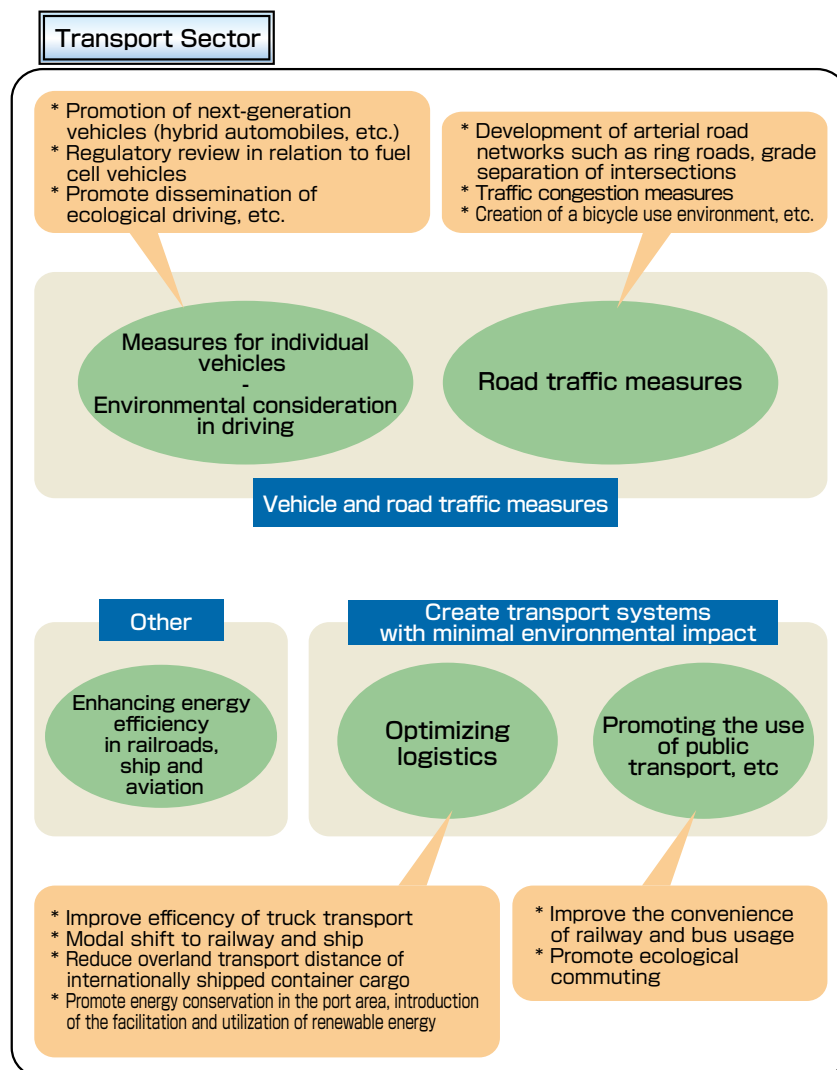 Transport Sector
* Promotion of next-generation
vehicles (hybrid automobiles, etc.)
* Regulatory review in relation to fuel
cell vehicles
* Promote dissemination of
ecological driving, etc.
* Development of arterial road
networks such as ring roads, grade
separation of intersections
* Traffic congestion measures
* Creation of a bicycle use environment, etc.
Measures for individual
vehicles
-
Environmental consideration
in driving
Road traffic measures
Vehicle and road traffic measures
Other
Enhancing energy
efficiency
in railroads,
ship and
aviation
Create transport systems
with minimal environmental impact
Optimizing
logistics
Promoting the use
of public
transport, etc
* Improve efficency of truck transport
* Modal shift to railway and ship
* Reduce overland transport distance of
internationally shipped container cargo
* Promote energy conservation in the port area, introduction
of the facilitation and utilization of renewable energy
* Improve the convenience
of railway and bus usage
* Promote ecological
commuting